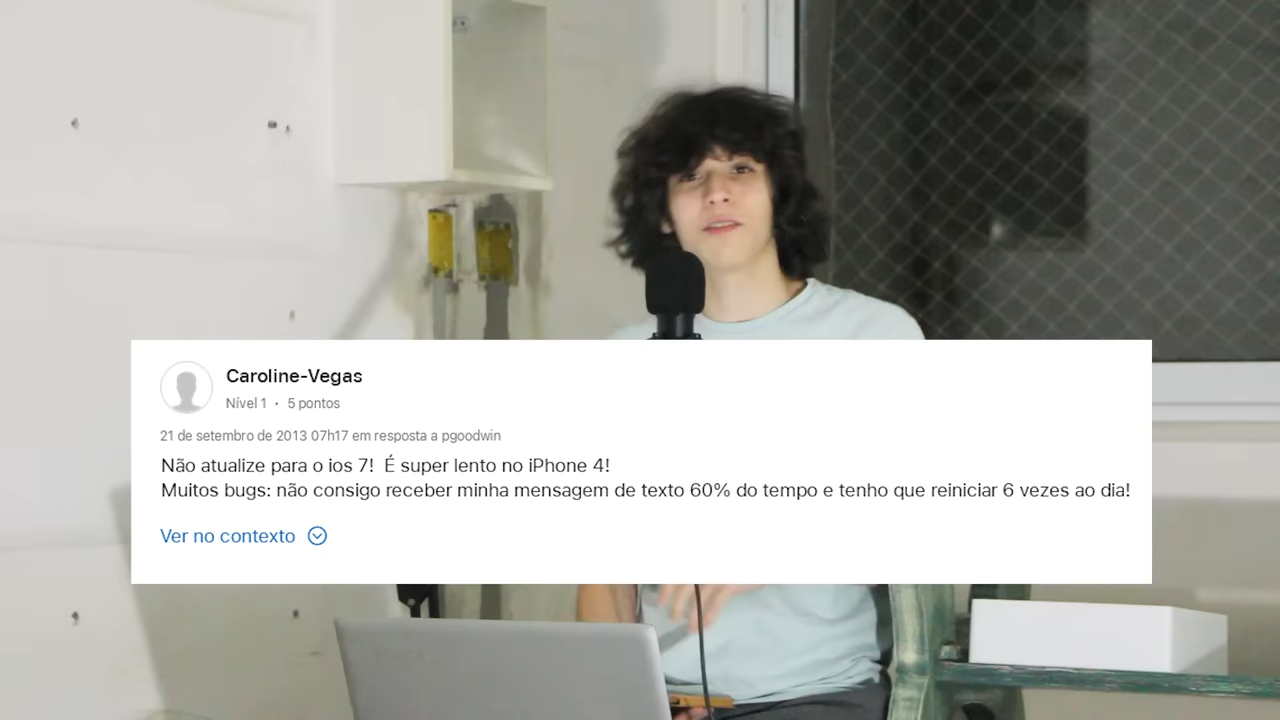 Caroline-Vegas
Nível 1 • 5 pontos
21 de setembro de 2013 07h17 em resposta a pgoodwin
Não atualize para o ios 7!  É super lento no iPhone 4!
Muitos bugs: não consigo receber minha mensagem de texto 60% do tempo e tenho que reiniciar 6 vezes ao dia!
Ver no contexto